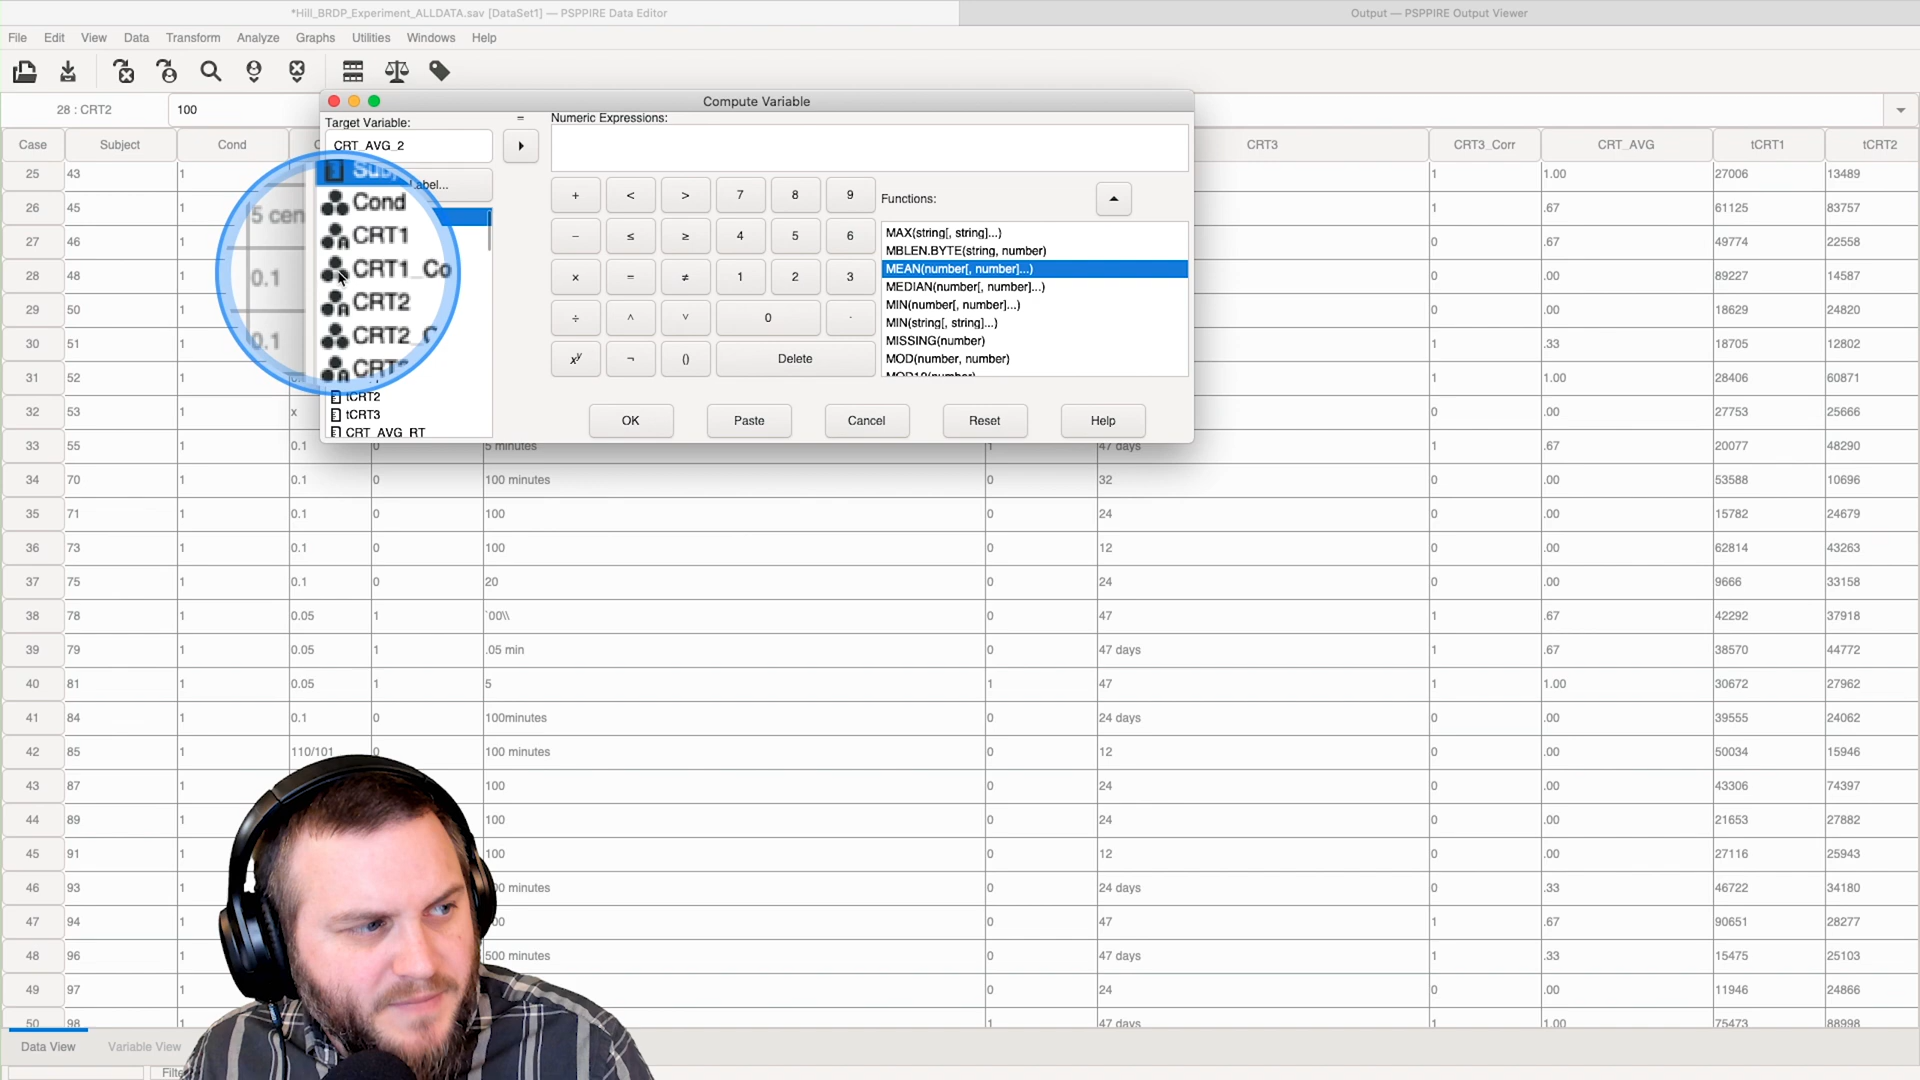 *Hill_BRDP_Experiment_ALLDATA.sav [DataSet1] — PSPPIRE Data Editor
Output — PSPPIRE Output Viewer
File Edit View Data Transform Analyze Graphs Utilities Windows Help
28 : CRT2 100
Compute Variable
Target Variable: = Numeric Expressions:
CRT_AVG_2
Label...
Cond
CRT1
CRT1_Co
CRT2
CRT2_C
tCRT2
tCRT3
CRT_AVG_RT
5 cen
0.1
0.1
+ < > 7 8 9
− ≤ ≥ 4 5 6
× = ≠ 1 2 3
÷ ^ v 0 .
xʸ ¬ () Delete
Functions:
MAX(string[, string]...)
MBLEN.BYTE(string, number)
MEAN(number[, number]...)
MEDIAN(number[, number]...)
MIN(number[, number]...)
MIN(string[, string]...)
MISSING(number)
MOD(number, number)
MOD10(number)
OK Paste Cancel Reset Help
Case Subject Cond CRT3 CRT3_Corr CRT_AVG tCRT1 tCRT2
25 43 1 1 1.00 27006 13489
26 45 1 1 .67 61125 83757
27 46 1 0 .67 49774 22558
28 48 1 0 .00 89227 14587
29 50 1 0 .00 18629 24820
30 51 1 1 .33 18705 12802
31 52 1 1 1.00 28406 60871
32 53 1 x 0 .00 27753 25666
33 55 1 0.1 0 5 minutes 1 47 days 1 .67 20077 48290
34 70 1 0.1 0 100 minutes 0 32 0 .00 53588 10696
35 71 1 0.1 0 100 0 24 0 .00 15782 24679
36 73 1 0.1 0 100 0 12 0 .00 62814 43263
37 75 1 0.1 0 20 0 24 0 .00 9666 33158
38 78 1 0.05 1 `00\\ 0 47 1 .67 42292 37918
39 79 1 0.05 1 .05 min 0 47 days 1 .67 38570 44772
40 81 1 0.05 1 5 1 47 1 1.00 30672 27962
41 84 1 0.1 0 100minutes 0 24 days 0 .00 39555 24062
42 85 1 110/101 0 100 minutes 0 12 0 .00 50034 15946
43 87 1 100 0 24 0 .00 43306 74397
44 89 1 100 0 24 0 .00 21653 27882
45 91 1 100 0 12 0 .00 27116 25943
46 93 1 00 minutes 0 24 days 0 .33 46722 34180
47 94 1 00 0 47 1 .67 90651 28277
48 96 1 500 minutes 0 47 days 1 .33 15475 25103
49 97 1 0 24 0 .00 11946 24866
50 98 1 1 47 days 1 1.00 75473 88998
Data View Variable View
Filte